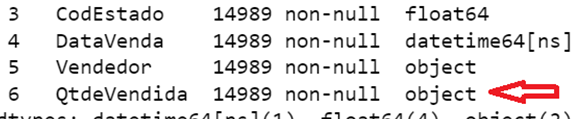 3 CodEstado 14989 non-null float64
4 DataVenda 14989 non-null datetime64[ns]
5 Vendedor 14989 non-null object
6 QtdeVendida 14989 non-null object
dtypes: datetime64[ns](1), float64(4), object(2)